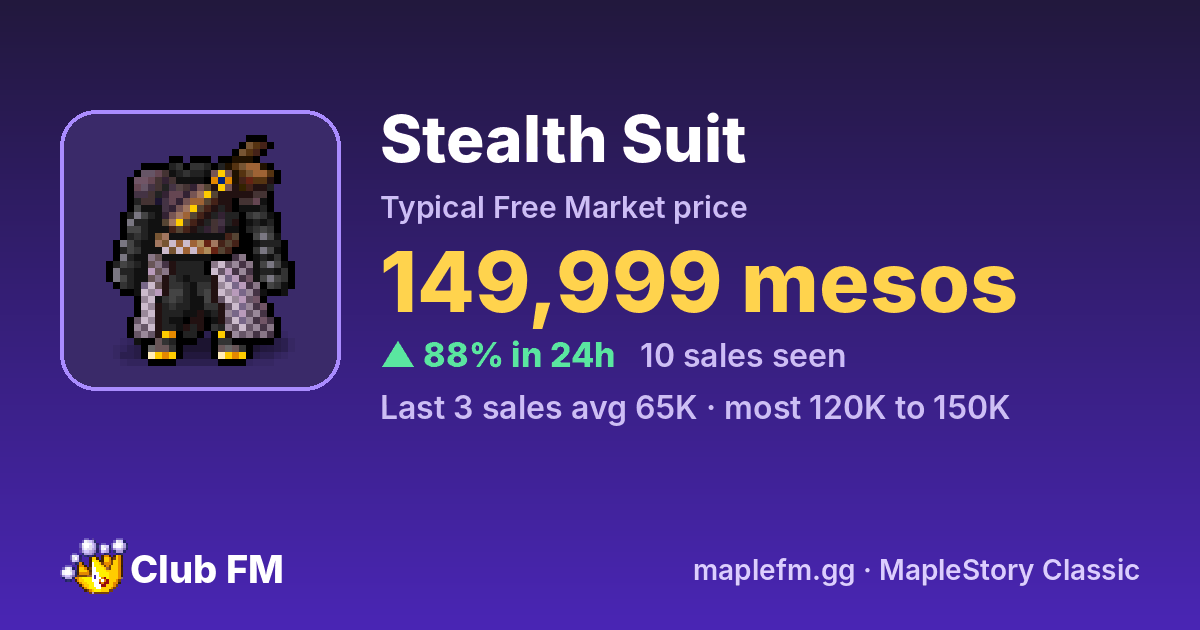 Stealth Suit
Typical Free Market price
149,999 mesos
▲ 88% in 24h 10 sales seen
Last 3 sales avg 65K · most 120K to 150K
Club FM
maplefm.gg · MapleStory Classic